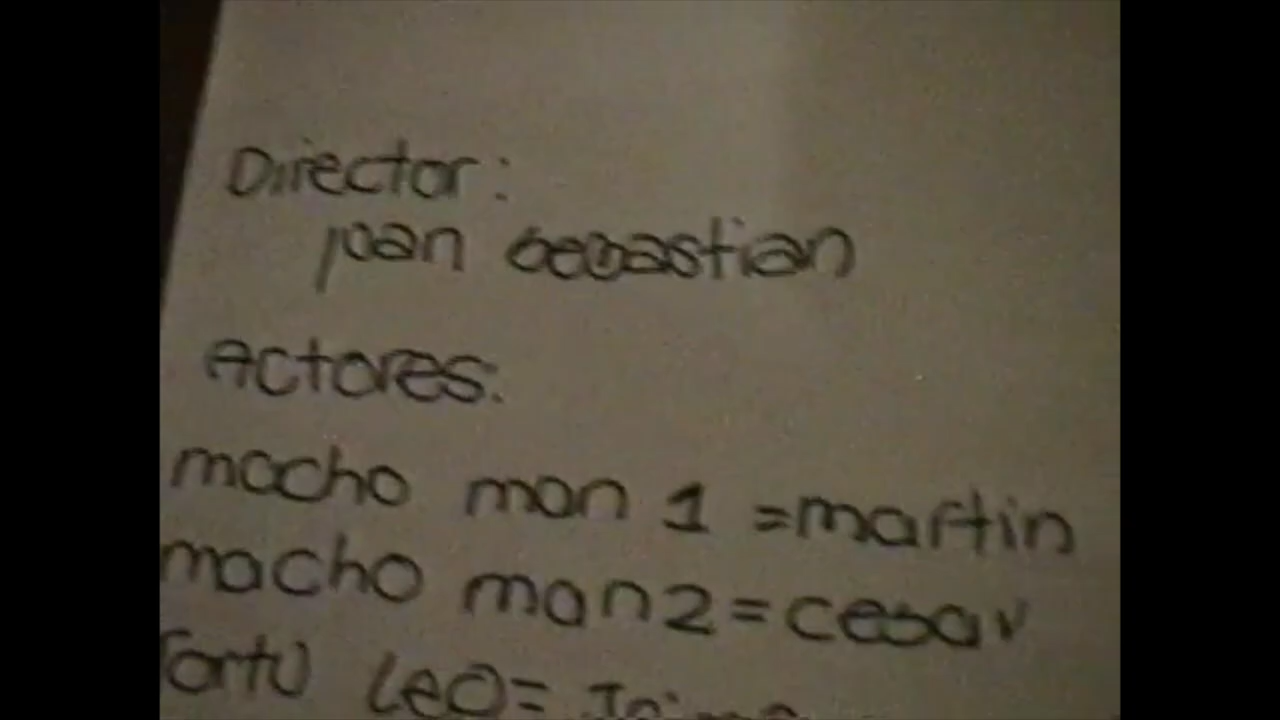 Director:
joan sebastian
Actores:
macho man 1 =martin
macho man2=cesar
Tortu Leo=